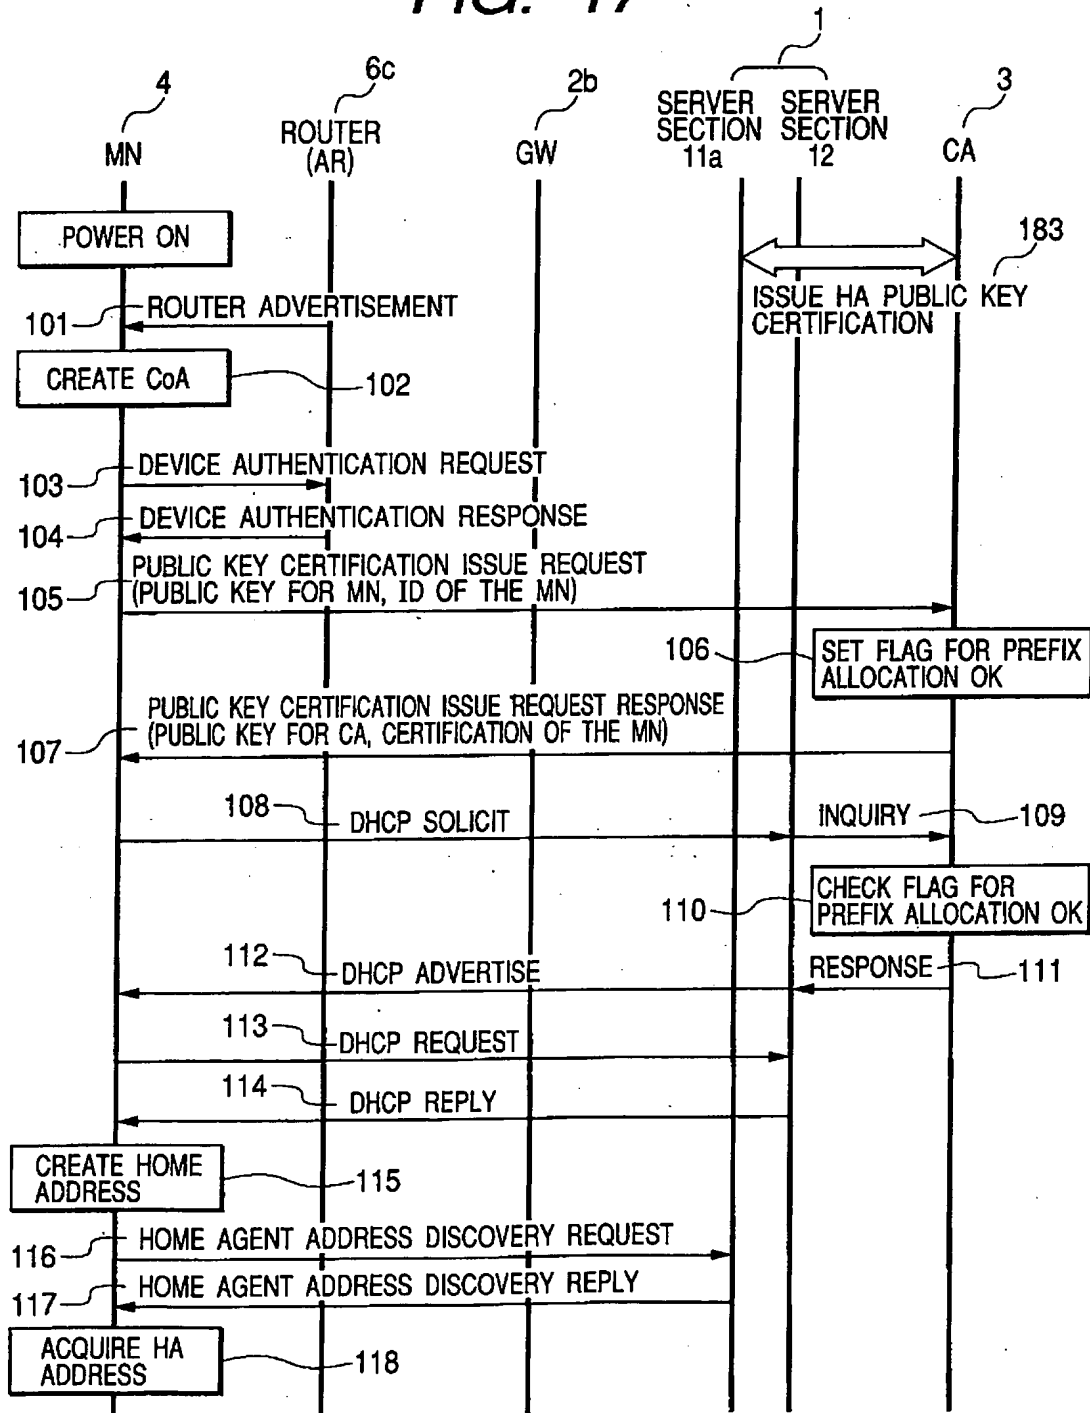 FIG. 17
1
4
6c
2b
3
MN
ROUTER
(AR)
GW
SERVER
SECTION
11a
SERVER
SECTION
12
CA
POWER ON
183
ISSUE HA PUBLIC KEY
CERTIFICATION
101
ROUTER ADVERTISEMENT
CREATE CoA
102
DEVICE AUTHENTICATION REQUEST
103
DEVICE AUTHENTICATION RESPONSE
104
PUBLIC KEY CERTIFICATION ISSUE REQUEST
(PUBLIC KEY FOR MN, ID OF THE MN)
105
106
SET FLAG FOR PREFIX
ALLOCATION OK
PUBLIC KEY CERTIFICATION ISSUE REQUEST RESPONSE
(PUBLIC KEY FOR CA, CERTIFICATION OF THE MN)
107
108
DHCP SOLICIT
INQUIRY
109
110
CHECK FLAG FOR
PREFIX ALLOCATION OK
112
DHCP ADVERTISE
RESPONSE
111
113
DHCP REQUEST
114
DHCP REPLY
CREATE HOME
ADDRESS
115
116
HOME AGENT ADDRESS DISCOVERY REQUEST
117
HOME AGENT ADDRESS DISCOVERY REPLY
ACQUIRE HA
ADDRESS
118